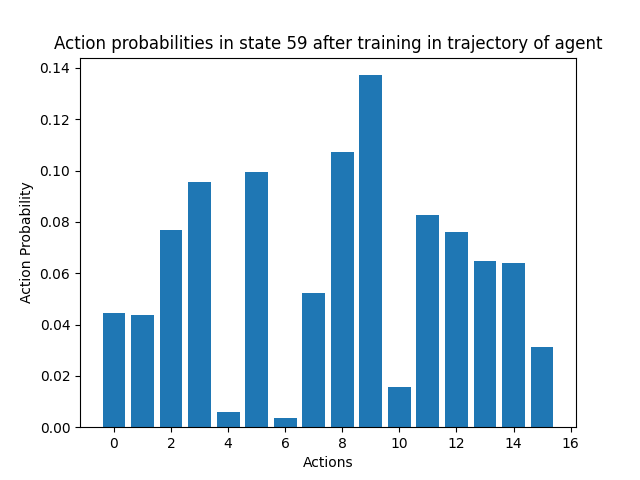 Action probabilities in state 59 after training in trajectory of agent
0.14
0.12
0.10
0.08
0.06
0.04
0.02
0.00
Action Probability
0 2 4 6 8 10 12 14 16
Actions